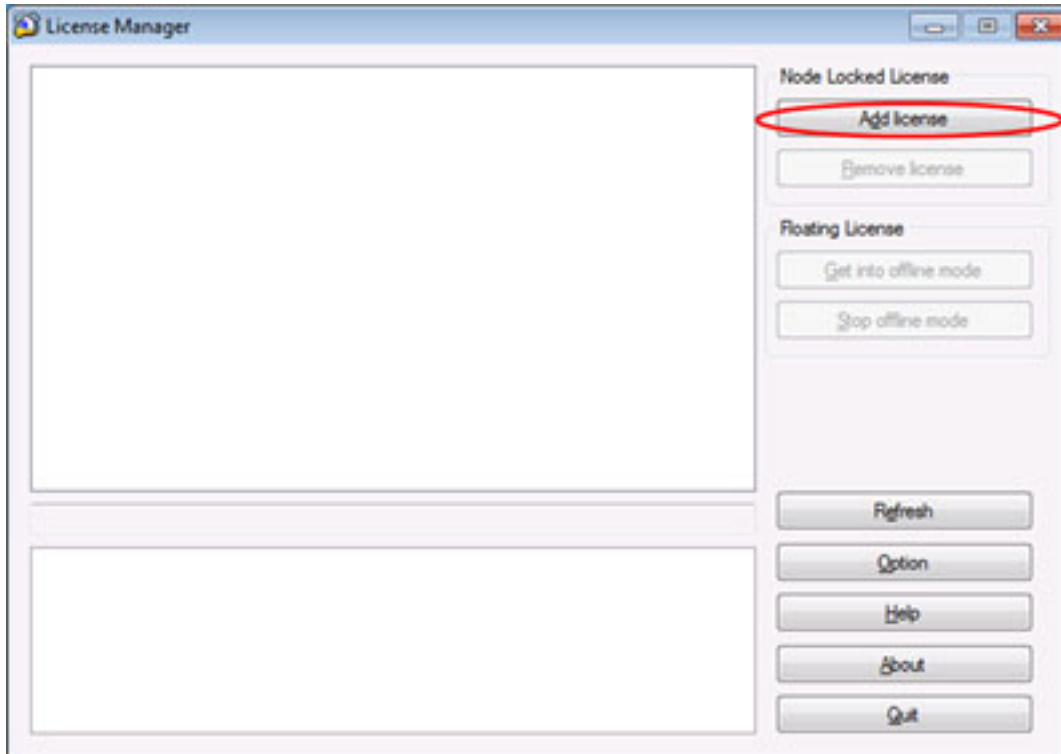 License Manager
Node Locked License
Add license
Remove license
Floating License
Get into offline mode
Stop offline mode
Refresh
Option
Help
About
Quit